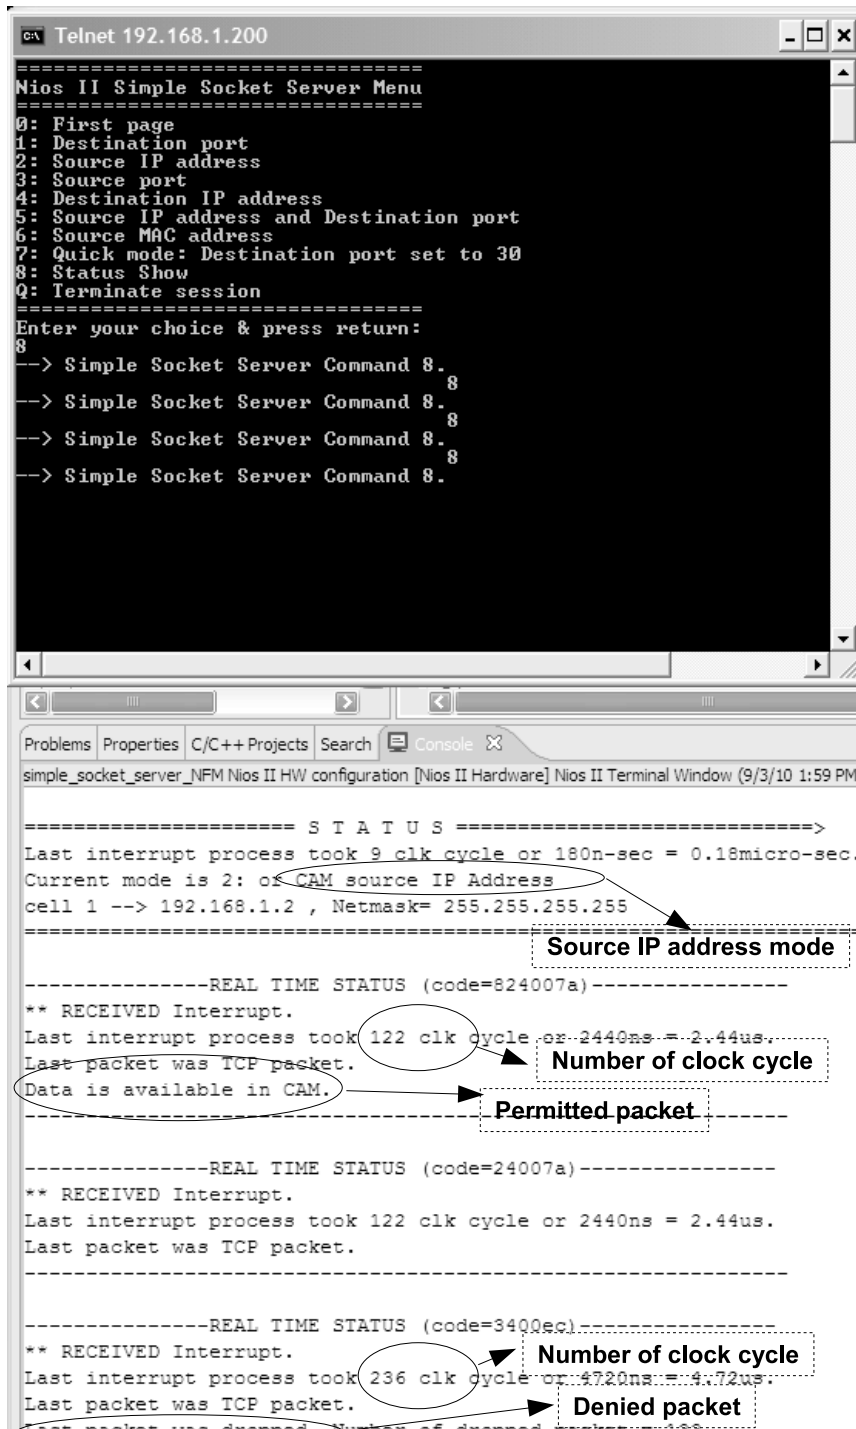 Telnet 192.168.1.200
==================================
Nios II Simple Socket Server Menu
==================================
0: First page
1: Destination port
2: Source IP address
3: Source port
4: Destination IP address
5: Source IP address and Destination port
6: Source MAC address
7: Quick mode: Destination port set to 30
8: Status Show
Q: Terminate session
==================================
Enter your choice & press return:
8
--> Simple Socket Server Command 8.
8
--> Simple Socket Server Command 8.
8
--> Simple Socket Server Command 8.
8
--> Simple Socket Server Command 8.
Problems Properties C/C++ Projects Search Console
simple_socket_server_NFM Nios II HW configuration [Nios II Hardware] Nios II Terminal Window (9/3/10 1:59 PM
====================== S T A T U S =============================>
Last interrupt process took 9 clk cycle or 180n-sec = 0.18micro-sec.
Current mode is 2: or CAM source IP Address
cell 1 --> 192.168.1.2 , Netmask= 255.255.255.255
====================================================================
Source IP address mode
---------------REAL TIME STATUS (code=824007a)----------------
** RECEIVED Interrupt.
Last interrupt process took 122 clk cycle or 2440ns = 2.44us.
Last packet was TCP packet.
Number of clock cycle
Data is available in CAM.
Permitted packet
--------------------------------------------------------------
---------------REAL TIME STATUS (code=24007a)----------------
** RECEIVED Interrupt.
Last interrupt process took 122 clk cycle or 2440ns = 2.44us.
Last packet was TCP packet.
--------------------------------------------------------------
---------------REAL TIME STATUS (code=3400ec)----------------
** RECEIVED Interrupt.
Number of clock cycle
Last interrupt process took 236 clk cycle or 4720ns = 4.72us.
Last packet was TCP packet.
Denied packet
Last packet was dropped. Number of dropped packet =